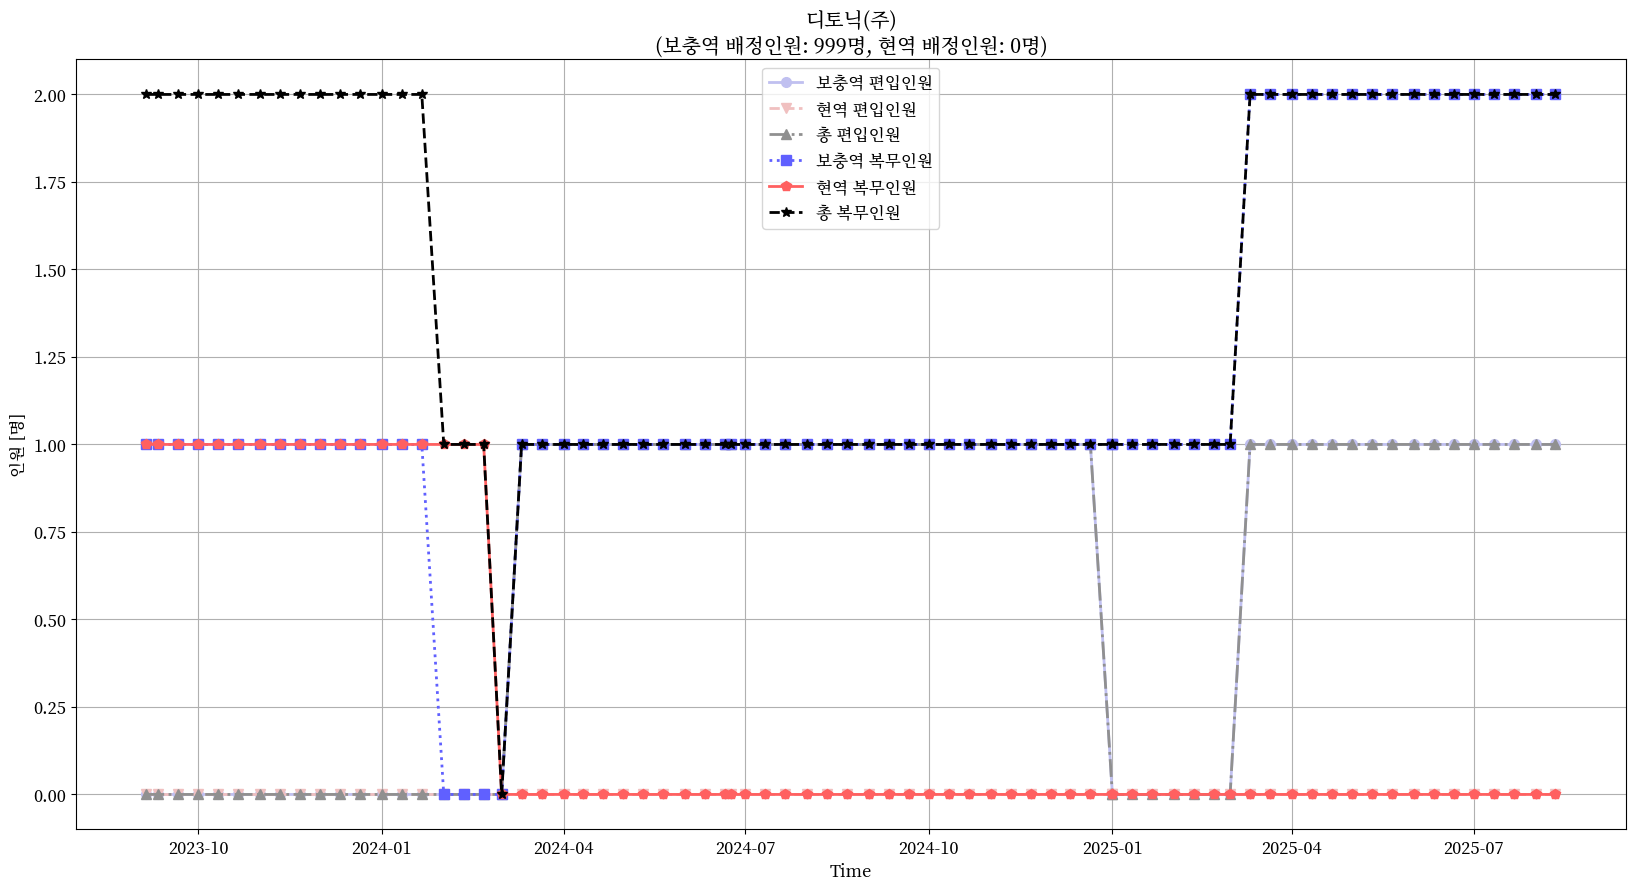 디토닉(주)
(보충역 배정인원: 999명, 현역 배정인원: 0명)
보충역 편입인원
현역 편입인원
총 편입인원
보충역 복무인원
현역 복무인원
총 복무인원
인원 [명]
2.00
1.75
1.50
1.25
1.00
0.75
0.50
0.25
0.00
2023-10
2024-01
2024-04
2024-07
2024-10
2025-01
2025-04
2025-07
Time